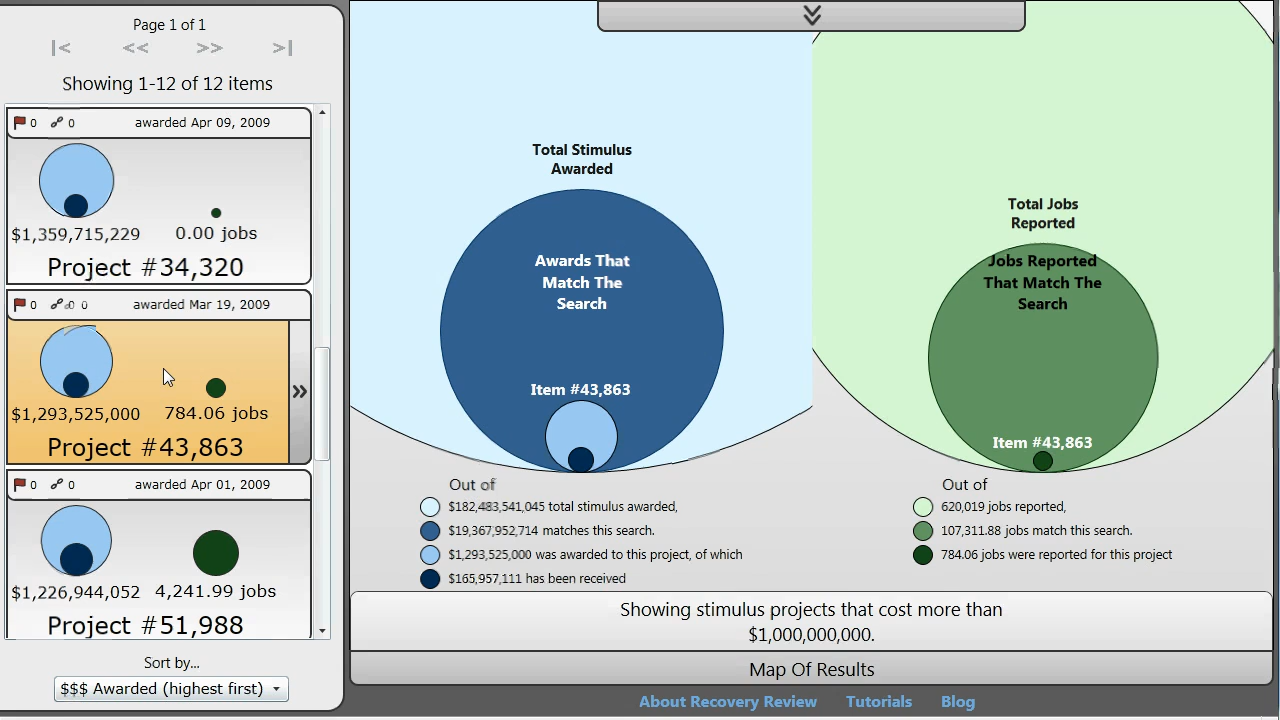 Page 1 of 1
|< << >> >|
Showing 1-12 of 12 items
0 0 awarded Apr 09, 2009
$1,359,715,229 0.00 jobs
Project #34,320
0 0 awarded Mar 19, 2009
$1,293,525,000 784.06 jobs
Project #43,863
0 0 awarded Apr 01, 2009
$1,226,944,052 4,241.99 jobs
Project #51,988
Sort by...
$$$ Awarded (highest first)
Total Stimulus
Awarded
Awards That
Match The
Search
Item #43,863
Out of
$182,483,541,045 total stimulus awarded,
$19,367,952,714 matches this search.
$1,293,525,000 was awarded to this project, of which
$165,957,111 has been received
Total Jobs
Reported
Jobs Reported
That Match The
Search
Item #43,863
Out of
620,019 jobs reported,
107,311.88 jobs match this search.
784.06 jobs were reported for this project
Showing stimulus projects that cost more than
$1,000,000,000.
Map Of Results
About Recovery Review Tutorials Blog